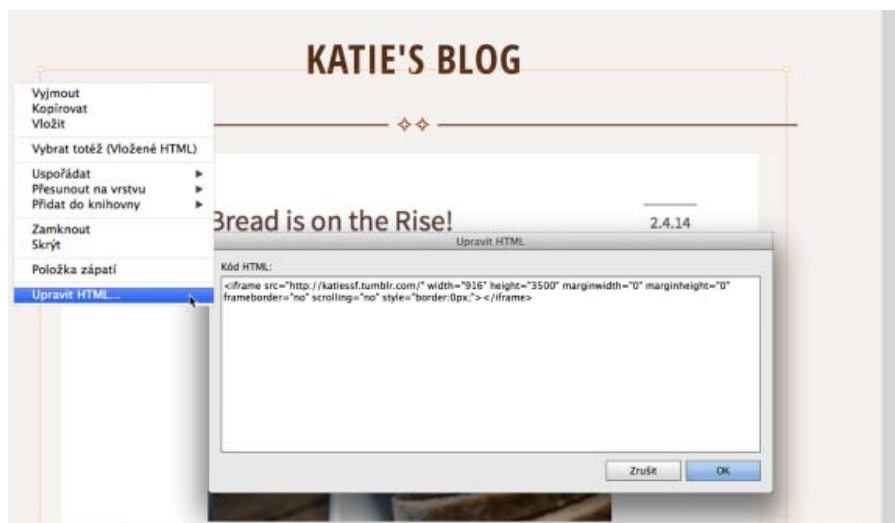 KATIE'S BLOG
Vyjmout
Kopírovat
Vložit
Vybrat totéž (Vložené HTML)
Uspořádat
Přesunout na vrstvu
Přidat do knihovny
Zamknout
Skrýt
Položka zápatí
Upravit HTML...
Bread is on the Rise!
2.4.14
Upravit HTML
Kód HTML:
<iframe src="http://katiessf.tumblr.com/" width="916" height="3500" marginwidth="0" marginheight="0"
frameborder="no" scrolling="no" style="border:0px;"></iframe>
Zrušit
OK